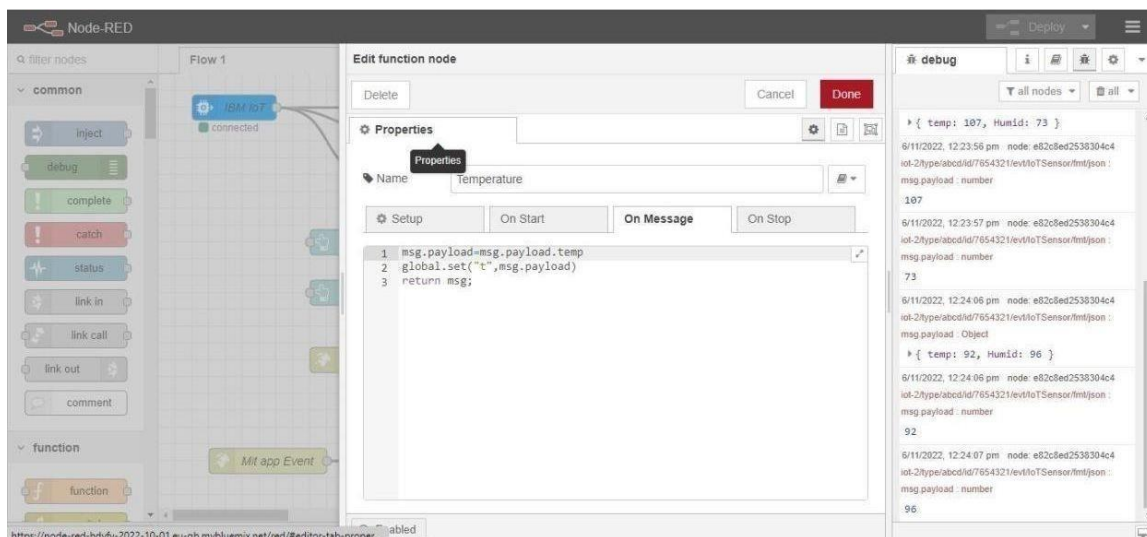 Node-RED
Deploy
filter nodes
common
inject
debug
complete
catch
status
link in
link call
link out
comment
function
function
Flow 1
IBM IoT
connected
Mit app Event
Edit function node
Delete
Cancel
Done
Properties
Properties
Name
Temperature
Setup
On Start
On Message
On Stop
1 msg.payload=msg.payload.temp
2 global.set("t",msg.payload)
3 return msg;
debug
i
all nodes
all
{ temp: 107, Humid: 73 }
6/11/2022, 12:23:56 pm node: e82c8ed2538304c4
iot-2/type/abcd/id/7654321/evt/IoTSensor/fmt/json :
msg.payload : number
107
6/11/2022, 12:23:57 pm node: e82c8ed2538304c4
iot-2/type/abcd/id/7654321/evt/IoTSensor/fmt/json :
msg.payload : number
73
6/11/2022, 12:24:06 pm node: e82c8ed2538304c4
iot-2/type/abcd/id/7654321/evt/IoTSensor/fmt/json :
msg.payload : Object
{ temp: 92, Humid: 96 }
6/11/2022, 12:24:06 pm node: e82c8ed2538304c4
iot-2/type/abcd/id/7654321/evt/IoTSensor/fmt/json :
msg.payload : number
92
6/11/2022, 12:24:07 pm node: e82c8ed2538304c4
iot-2/type/abcd/id/7654321/evt/IoTSensor/fmt/json :
msg.payload : number
96